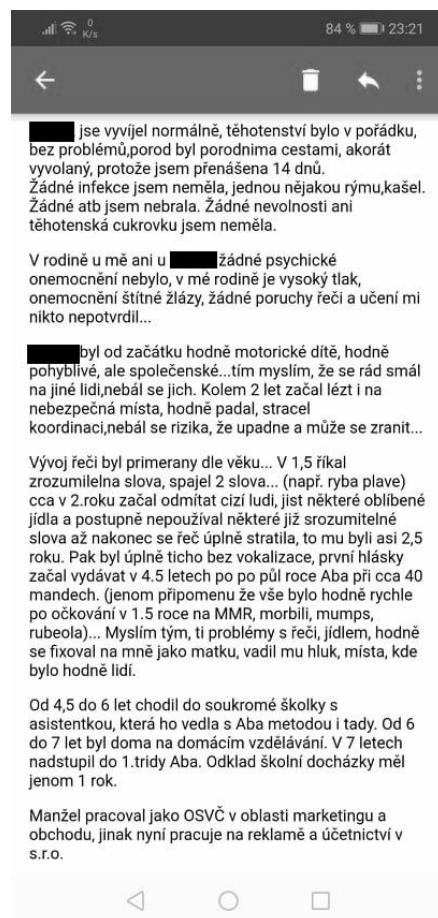 0
K/s
84 % 23:21
jse vyvíjel normálně, těhotenství bylo v pořádku,
bez problémů,porod byl porodnima cestami, akorát
vyvolaný, protože jsem přenášena 14 dnů.
Žádné infekce jsem neměla, jednou nějakou rýmu,kašel.
Žádné atb jsem nebrala. Žádné nevolnosti ani
těhotenská cukrovku jsem neměla.
V rodině u mě ani u žádné psychické
onemocnění nebylo, v mé rodině je vysoký tlak,
onemocnění štítné žlázy, žádné poruchy řeči a učení mi
nikto nepotvrdil...
byl od začátku hodně motorické dítě, hodně
pohyblivé, ale společenské...tím myslím, že se rád smál
na jiné lidi,nebál se jich. Kolem 2 let začal lézt i na
nebezpečná místa, hodně padal, stracel
koordinaci,nebál se rizika, že upadne a může se zranit...
Vývoj řeči byl primerany dle věku... V 1,5 říkal
zrozumilelna slova, spajel 2 slova... (např. ryba plave)
cca v 2.roku začal odmítat cizí ludi, jist některé oblíbené
jídla a postupně nepoužíval některé již srozumitelné
slova až nakonec se řeč úplně stratila, to mu byli asi 2,5
roku. Pak byl úplně ticho bez vokalizace, první hlásky
začal vydávat v 4.5 letech po po půl roce Aba při cca 40
mandech. (jenom připomenu že vše bylo hodně rychle
po očkování v 1.5 roce na MMR, morbili, mumps,
rubeola)... Myslím tým, ti problémy s řeči, jídlem, hodně
se fixoval na mně jako matku, vadil mu hluk, místa, kde
bylo hodně lidí.
Od 4,5 do 6 let chodil do soukromé školky s
asistentkou, která ho vedla s Aba metodou i tady. Od 6
do 7 let byl doma na domácím vzdělávání. V 7 letech
nadstupil do 1.tridy Aba. Odklad školní docházky měl
jenom 1 rok.
Manžel pracoval jako OSVČ v oblasti marketingu a
obchodu, jinak nyní pracuje na reklamě a účetnictví v
s.r.o.